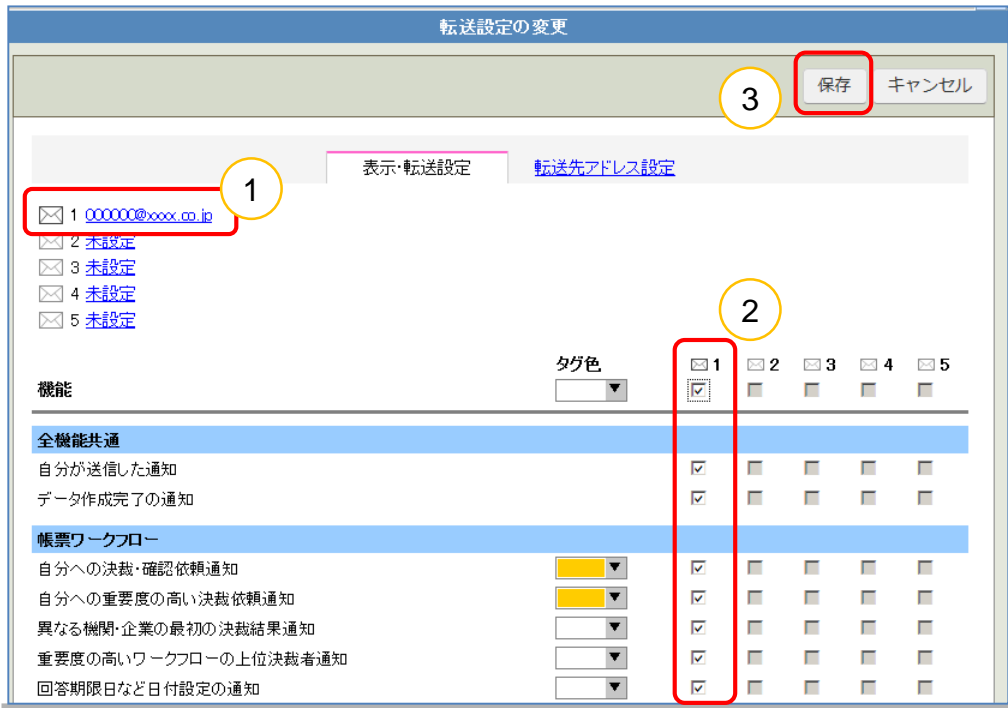 転送設定の変更
3 保存 キャンセル
表示・転送設定 転送先アドレス設定
1
1 000000@xxxx.co.jp
2 未設定
3 未設定
4 未設定
5 未設定
2
タグ色 1 2 3 4 5
機能
全機能共通
自分が送信した通知
データ作成完了の通知
帳票ワークフロー
自分への決裁・確認依頼通知
自分への重要度の高い決裁依頼通知
異なる機関・企業の最初の決裁結果通知
重要度の高いワークフローの上位決裁者通知
回答期限日など日付設定の通知